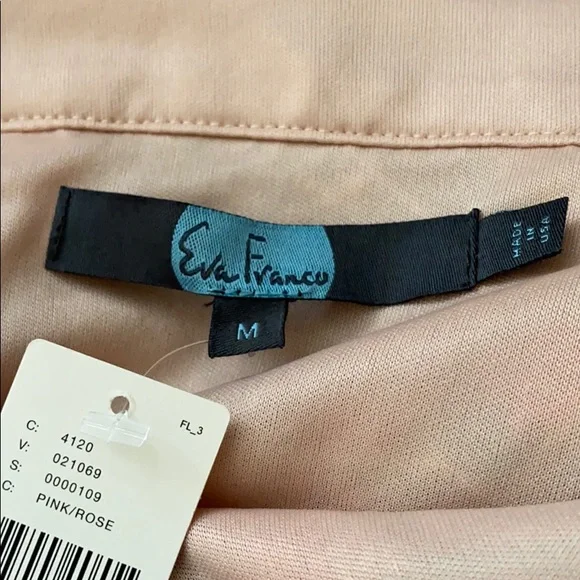 Eva Franco
MADE
IN
USA
M
FL_3
C: 4120
V: 021069
S: 0000109
C: PINK/ROSE